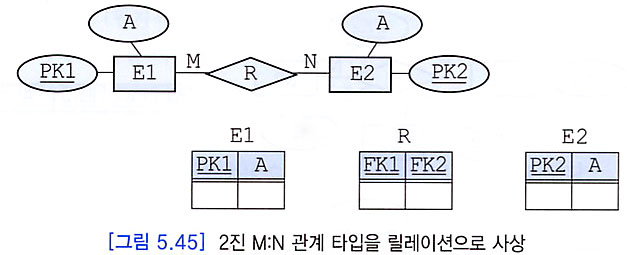 A A
PK1 E1 M R N E2 PK2
E1 R E2
PK1 A FK1 FK2 PK2 A
[그림 5.45] 2진 M:N 관계 타입을 릴레이션으로 사상